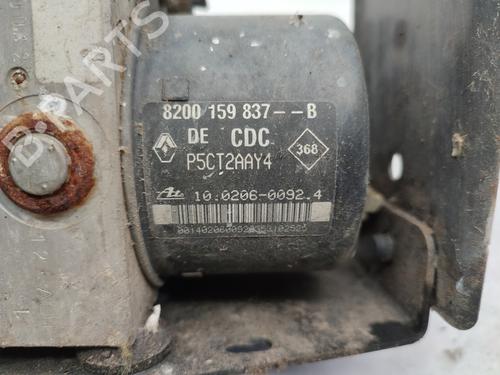 8200 159 837--B
DE CDC
368
P5CT2AAY4
10.0206-0092.4
B-PARTS